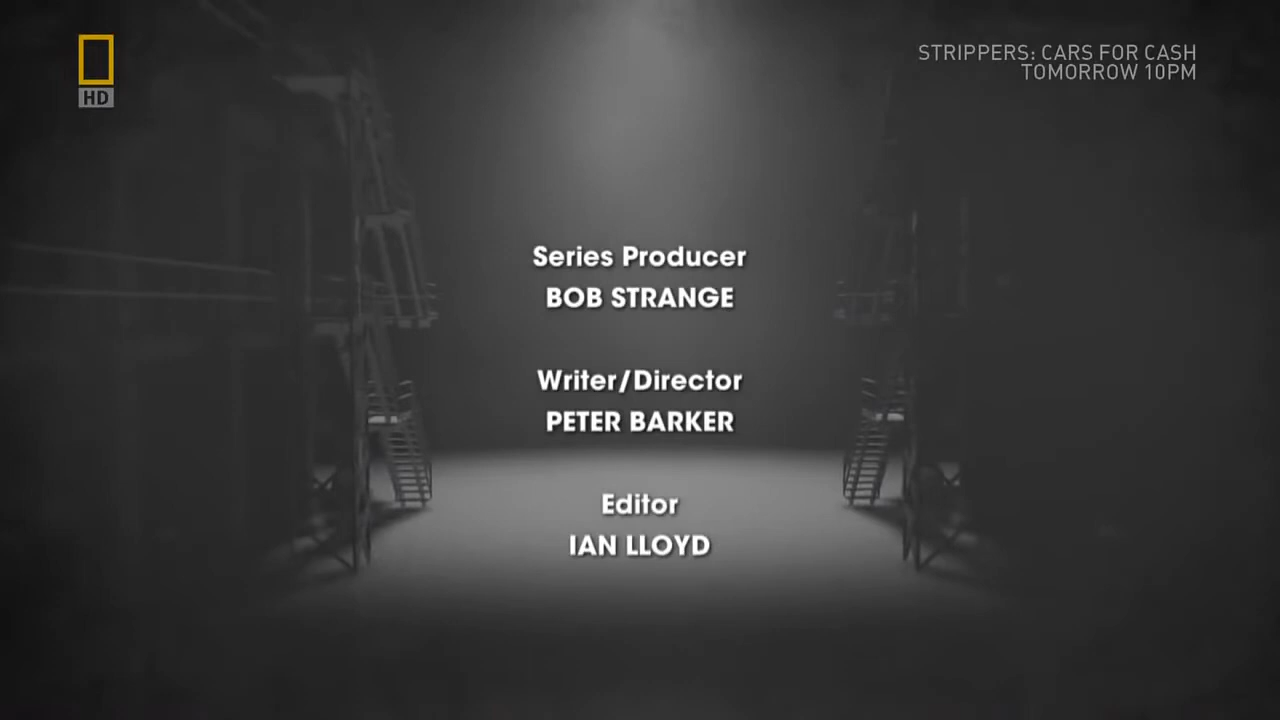 HD
STRIPPERS: CARS FOR CASH
TOMORROW 10PM
Series Producer
BOB STRANGE
Writer/Director
PETER BARKER
Editor
IAN LLOYD